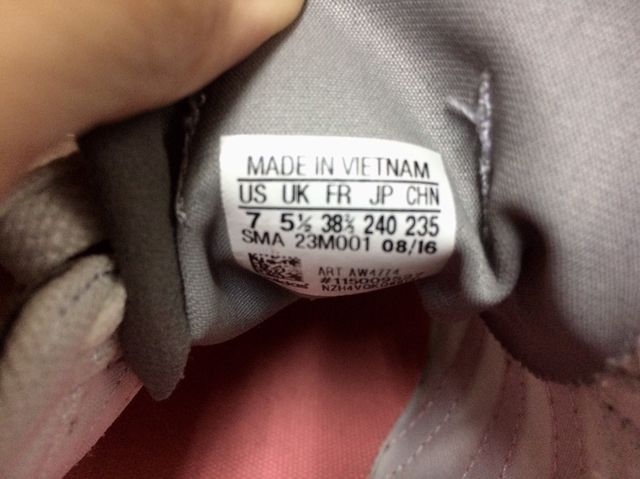 MADE IN VIETNAM
US UK FR JP CHN
7 5½ 38⅔ 240 235
SMA 23M001 08/16
ART AW4774